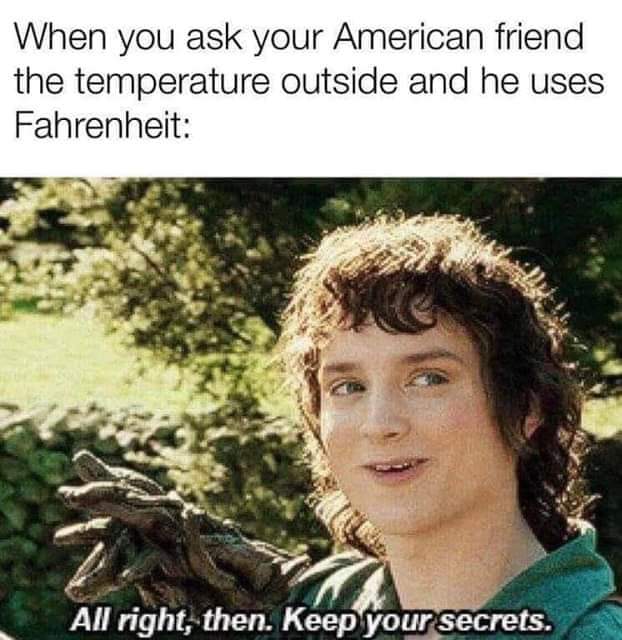 When you ask your American friend
the temperature outside and he uses
Fahrenheit:
All right, then. Keep your secrets.